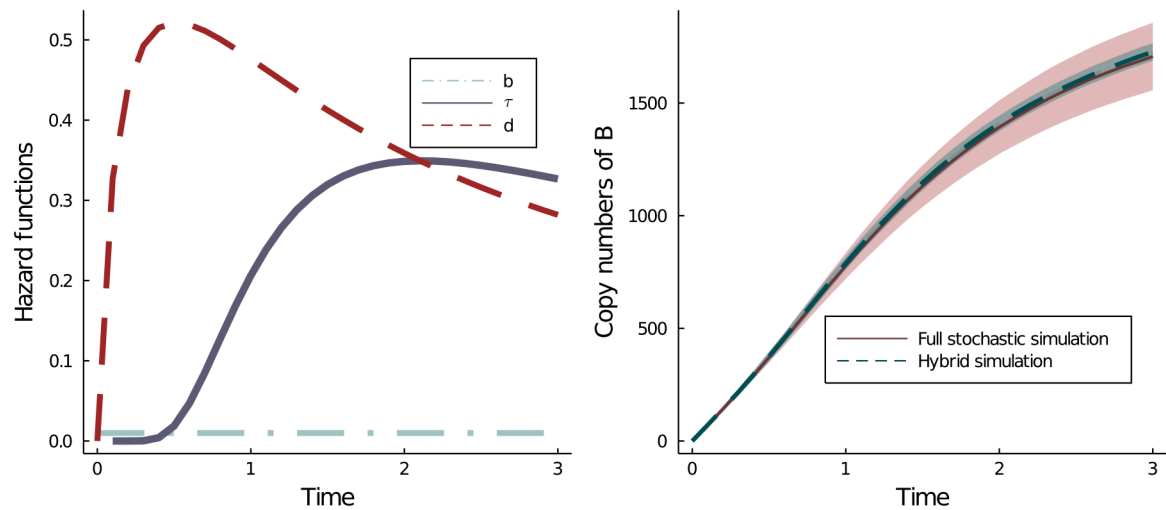 Hazard functions
0.5
0.4
0.3
0.2
0.1
0.0
b
τ
d
0
1
2
3
Time
Copy numbers of B
1500
1000
500
0
Full stochastic simulation
Hybrid simulation
0
1
2
3
Time